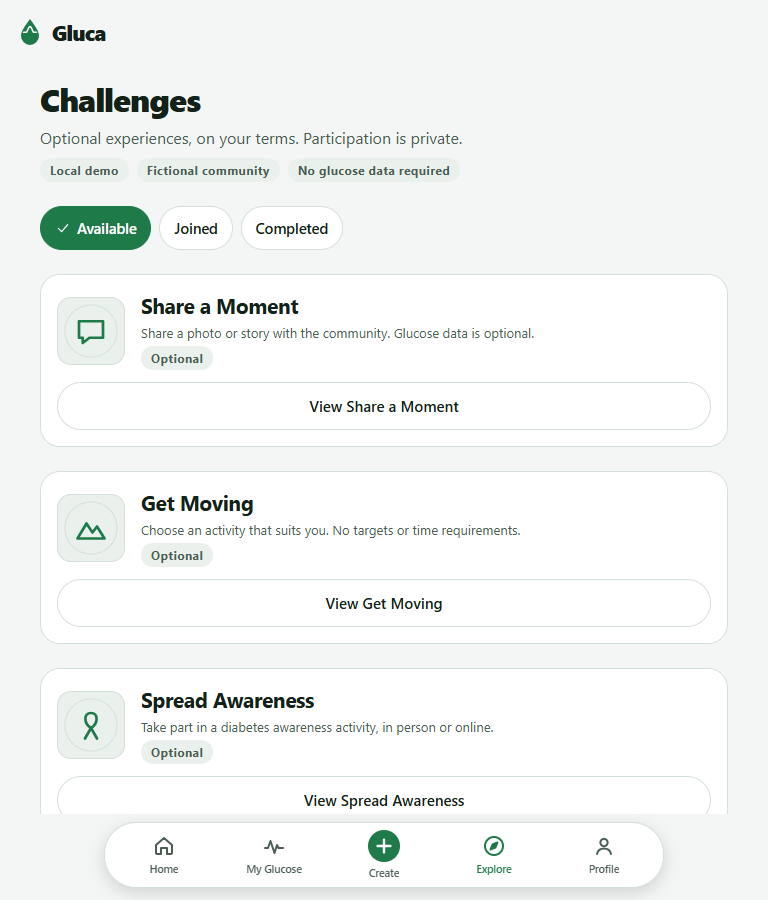 Gluca
Challenges
Optional experiences, on your terms. Participation is private.
Local demo
Fictional community
No glucose data required
Available
Joined
Completed
Share a Moment
Share a photo or story with the community. Glucose data is optional.
Optional
View Share a Moment
Get Moving
Choose an activity that suits you. No targets or time requirements.
Optional
View Get Moving
Spread Awareness
Take part in a diabetes awareness activity, in person or online.
Optional
View Spread Awareness
Home
My Glucose
Create
Explore
Profile